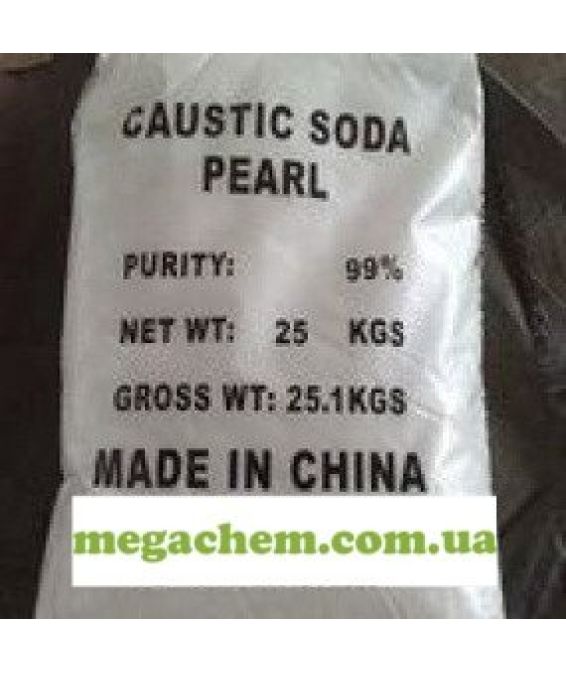 CAUSTIC SODA
PEARL
PURITY: 99%
NET WT: 25 KGS
GROSS WT: 25.1KGS
MADE IN CHINA
megachem.com.ua